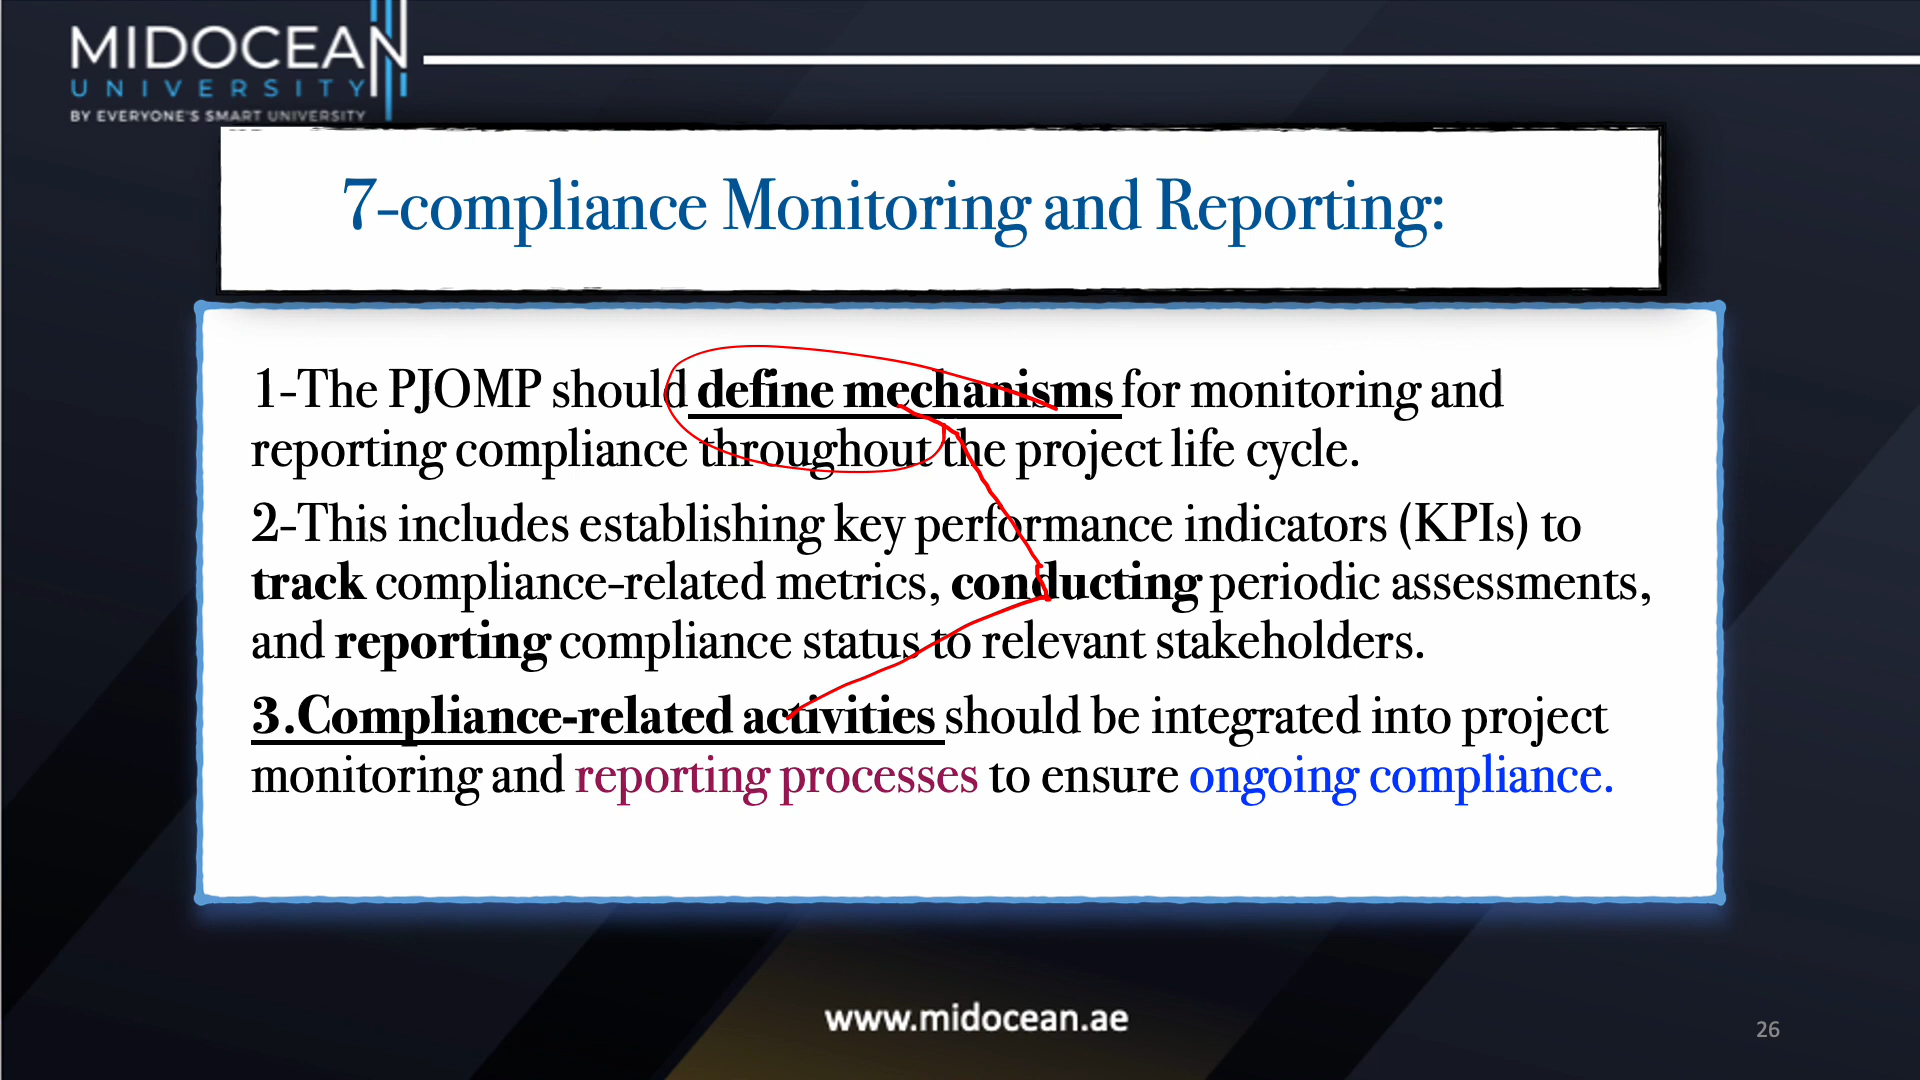 MIDOCEAN
UNIVERSITY
BY EVERYONE'S SMART UNIVERSITY
7-compliance Monitoring and Reporting:
1-The PJOMP should define mechanisms for monitoring and
reporting compliance throughout the project life cycle.
2-This includes establishing key performance indicators (KPIs) to
track compliance-related metrics, conducting periodic assessments,
and reporting compliance status to relevant stakeholders.
3.Compliance-related activities should be integrated into project
monitoring and reporting processes to ensure ongoing compliance.
www.midocean.ae
26